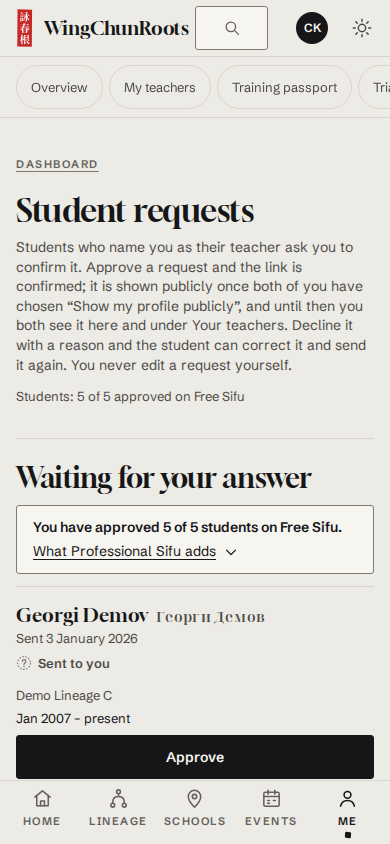 詠春根
WingChunRoots
CK
Overview
My teachers
Training passport
DASHBOARD
Student requests
Students who name you as their teacher ask you to
confirm it. Approve a request and the link is
confirmed; it is shown publicly once both of you have
chosen “Show my profile publicly”, and until then you
both see it here and under Your teachers. Decline it
with a reason and the student can correct it and send
it again. You never edit a request yourself.
Students: 5 of 5 approved on Free Sifu
Waiting for your answer
You have approved 5 of 5 students on Free Sifu.
What Professional Sifu adds
Georgi Demov Георги Демов
Sent 3 January 2026
Sent to you
Demo Lineage C
Jan 2007 – present
Approve
HOME
LINEAGE
SCHOOLS
EVENTS
ME